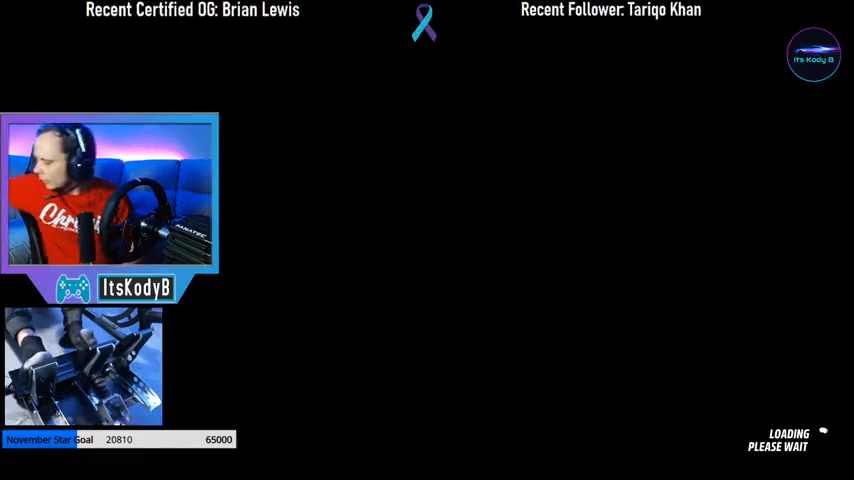 Recent Certified OG: Brian Lewis
Recent Follower: Tariqo Khan
Its Kody B
FANATEC
ItsKodyB
November Star Goal 20810 65000
LOADING
PLEASE WAIT